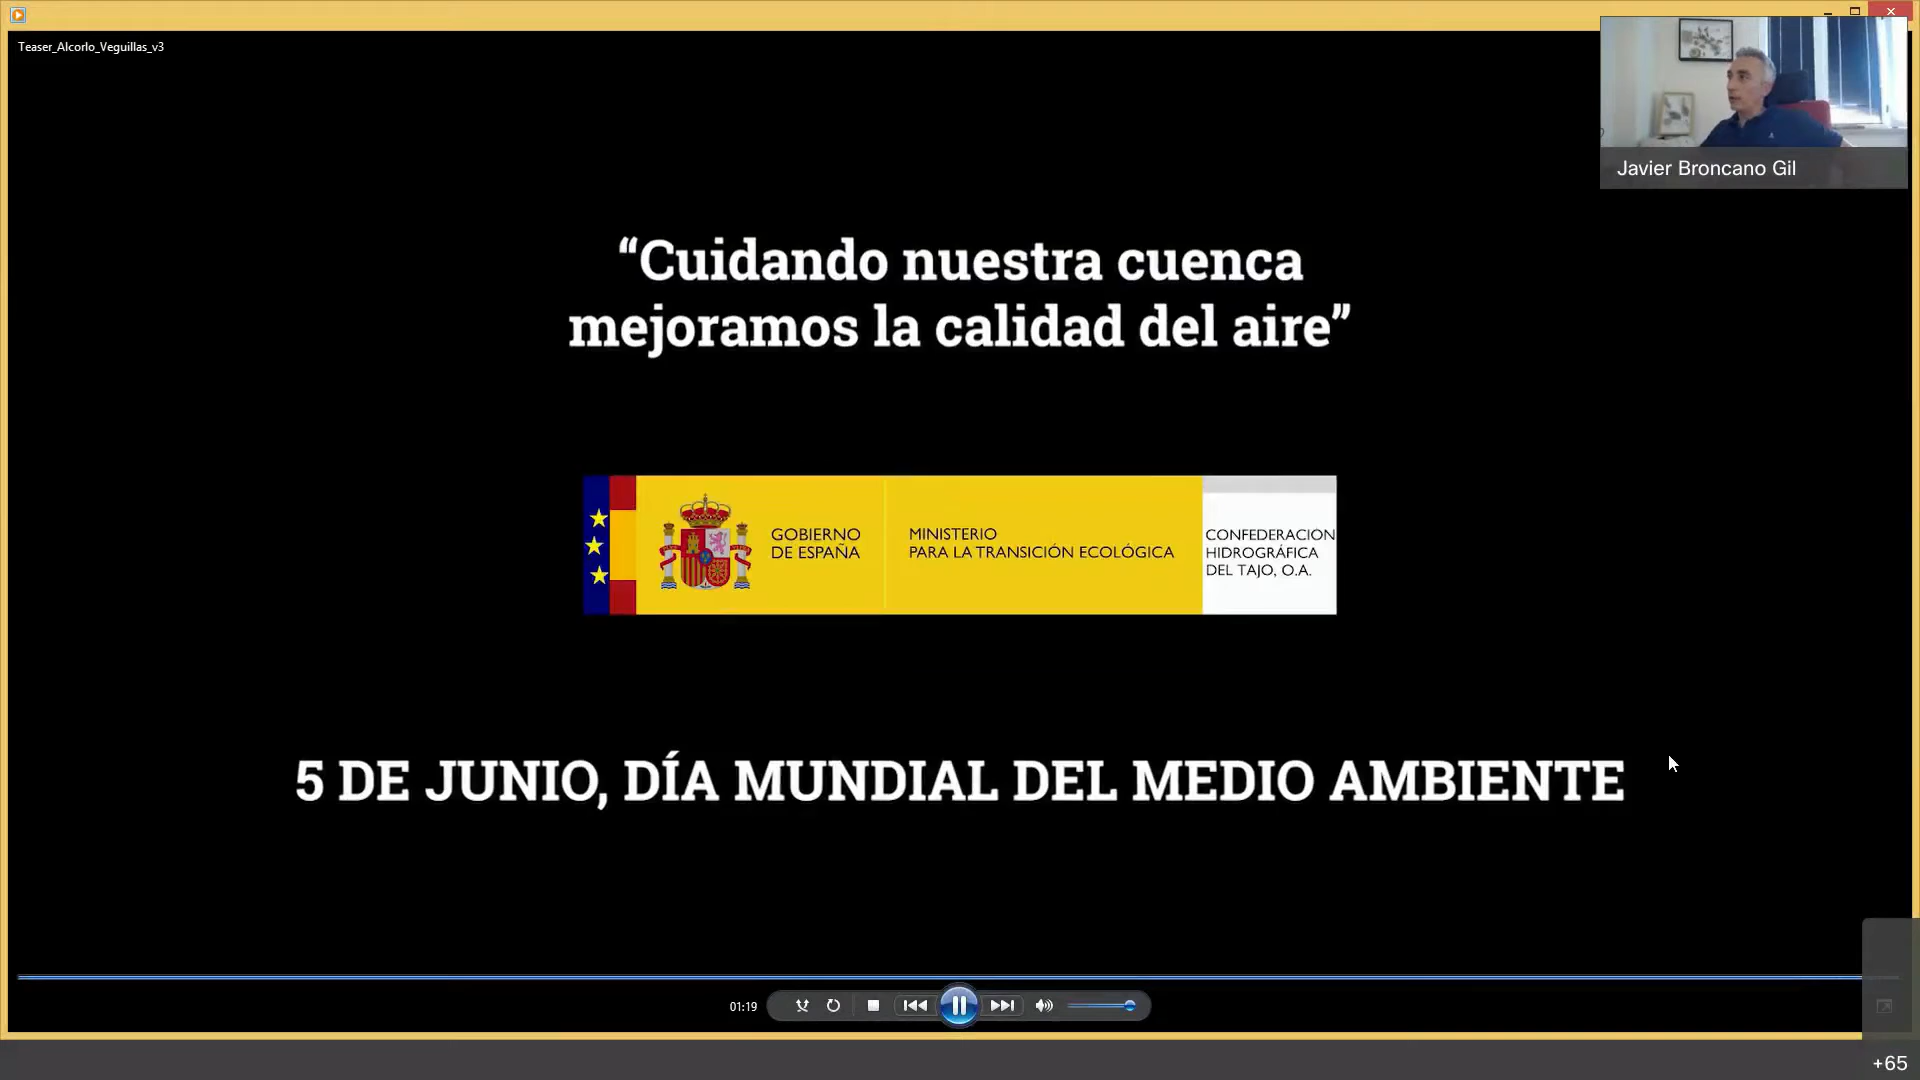 Teaser_Alcorlo_Veguillas_v3
Javier Broncano Gil
“Cuidando nuestra cuenca
mejoramos la calidad del aire”
GOBIERNO
DE ESPAÑA
MINISTERIO
PARA LA TRANSICIÓN ECOLÓGICA
CONFEDERACION
HIDROGRÁFICA
DEL TAJO, O.A.
5 DE JUNIO, DÍA MUNDIAL DEL MEDIO AMBIENTE
01:19
+65